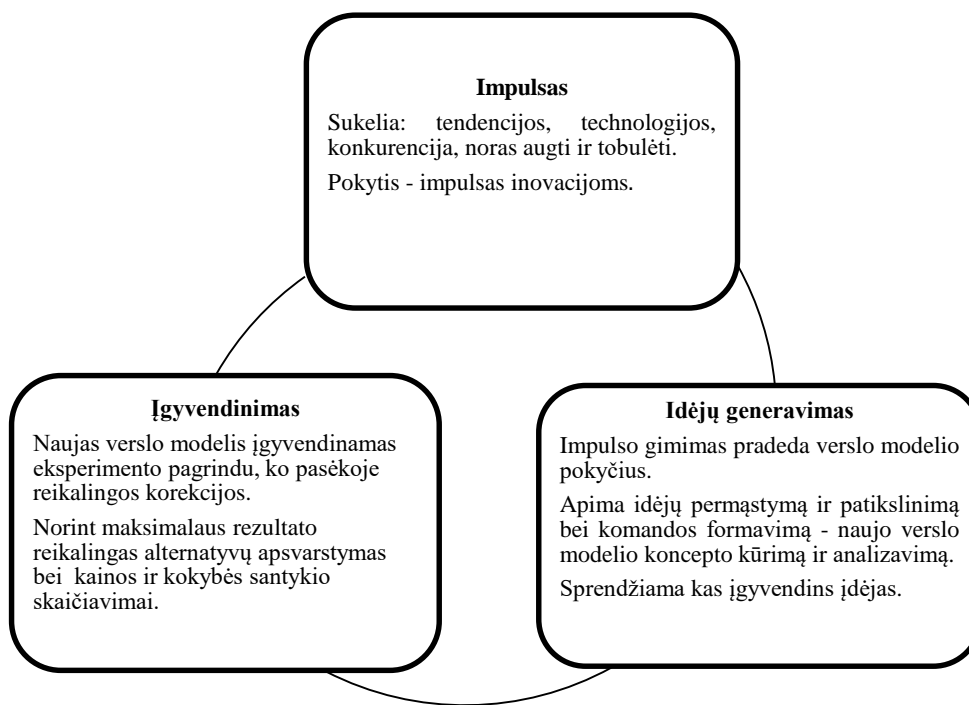 Impulsas
Sukelia: tendencijos, technologijos,
konkurencija, noras augti ir tobulėti.
Pokytis - impulsas inovacijoms.
Įgyvendinimas
Naujas verslo modelis įgyvendinamas
eksperimento pagrindu, ko pasėkoje
reikalingos korekcijos.
Norint maksimalaus rezultato
reikalingas alternatyvų apsvarstymas
bei kainos ir kokybės santykio
skaičiavimai.
Idėjų generavimas
Impulso gimimas pradeda verslo modelio
pokyčius.
Apima idėjų permąstymą ir patikslinimą
bei komandos formavimą - naujo verslo
modelio koncepto kūrimą ir analizavimą.
Sprendžiama kas įgyvendins idėjas.